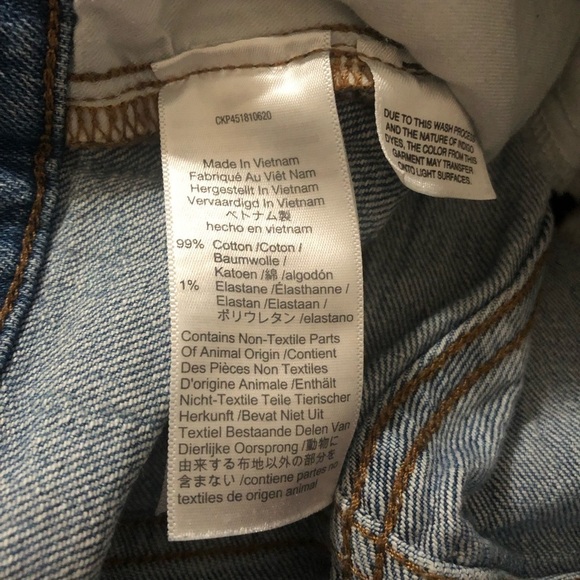 CKP451810620
Made In Vietnam
Fabriqué Au Viêt Nam
Hergestellt In Vietnam
Vervaardigd In Vietnam
ベトナム製
hecho en vietnam
99% Cotton /Coton /
Baumwolle /
Katoen /綿 /algodón
1% Elastane /Élasthanne /
Elastan /Elastaan /
ポリウレタン /elastano
Contains Non-Textile Parts
Of Animal Origin /Contient
Des Pièces Non Textiles
D'origine Animale /Enthält
Nicht-Textile Teile Tierischer
Herkunft /Bevat Niet Uit
Textiel Bestaande Delen Van
Dierlijke Oorsprong /動物に
由来する布地以外の部分を
含まない /contiene partes no
textiles de origen animal
DUE TO THIS WASH PROCESS
AND THE NATURE OF INDIGO
DYES, THE COLOR FROM THIS
GARMENT MAY TRANSFER
ONTO LIGHT SURFACES.